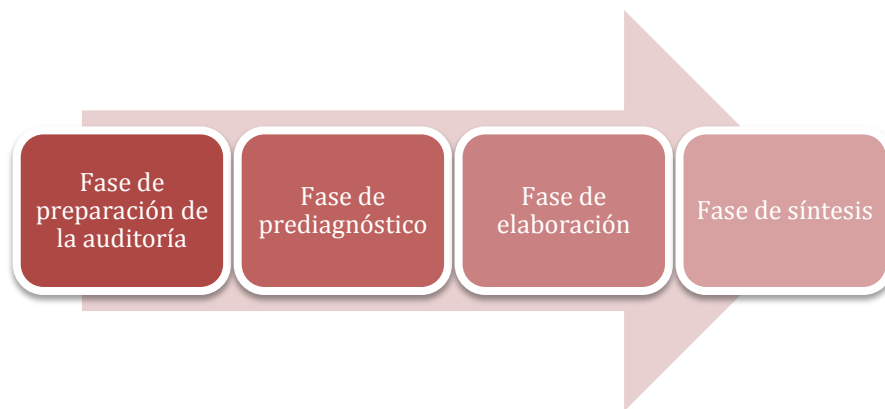 Fase de
preparación de
la auditoría
Fase de
prediagnóstico
Fase de
elaboración
Fase de síntesis